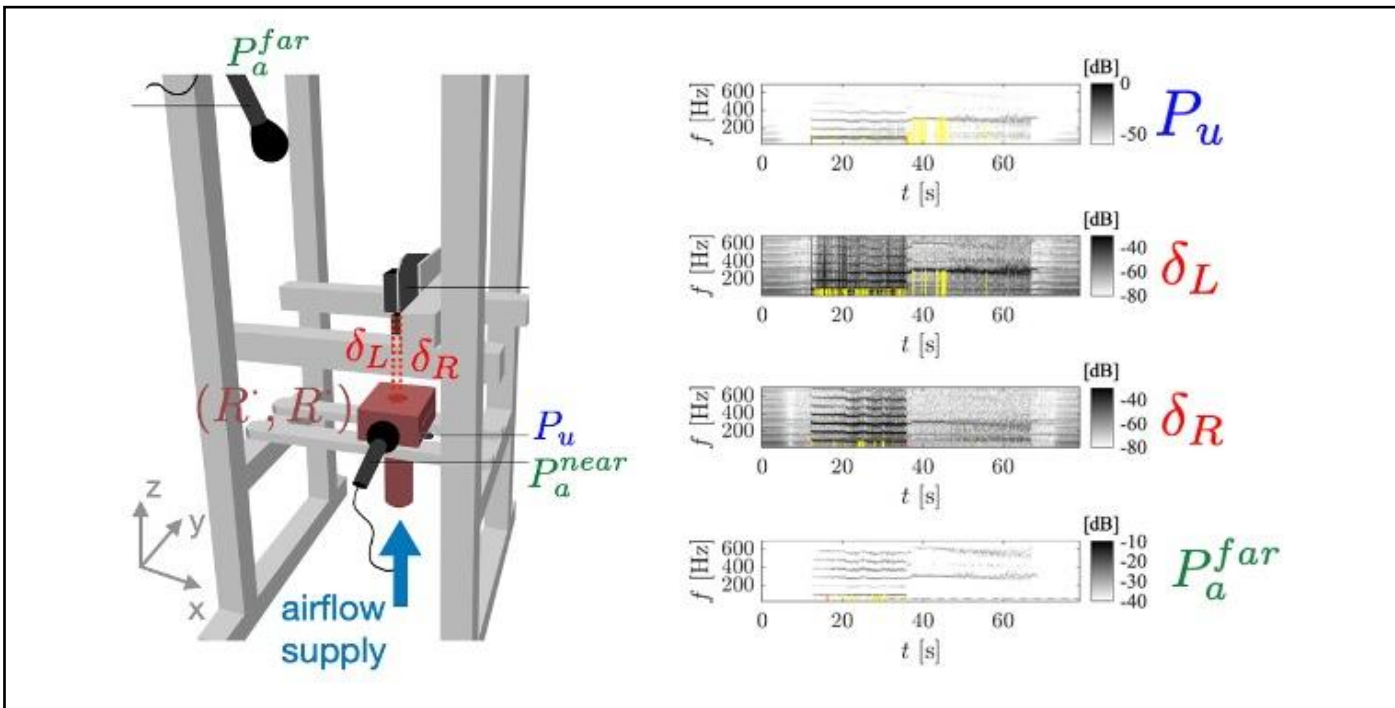 P_a^{far}
δ_L δ_R
(R, R)
P_u
P_a^{near}
z
y
x
airflow
supply
[dB]
0
-50
f [Hz]
600
400
200
0 20 40 60
t [s]
P_u
[dB]
-40
-60
-80
f [Hz]
600
400
200
0 20 40 60
t [s]
δ_L
[dB]
-40
-60
-80
f [Hz]
600
400
200
0 20 40 60
t [s]
δ_R
[dB]
-10
-20
-30
-40
f [Hz]
600
400
200
0 20 40 60
t [s]
P_a^{far}